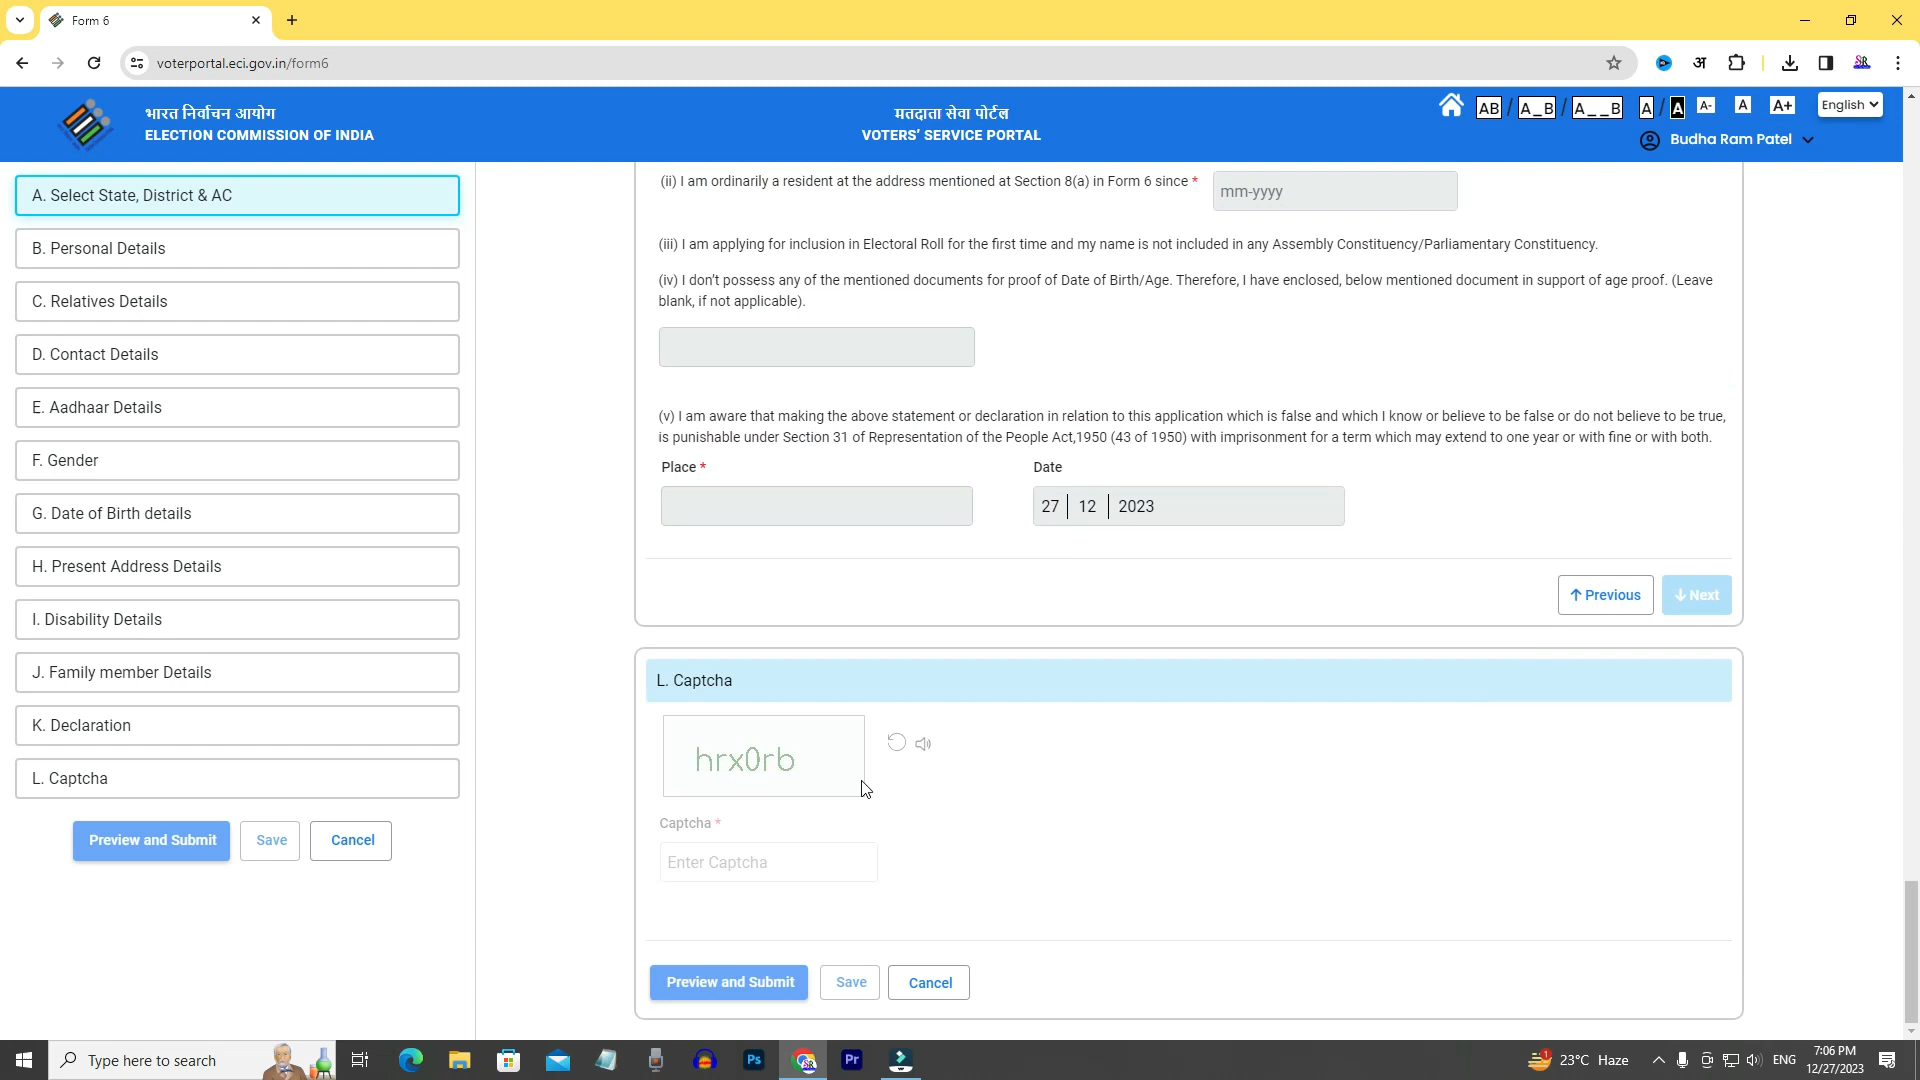 Form 6
voterportal.eci.gov.in/form6
अ
भारत निर्वाचन आयोग
ELECTION COMMISSION OF INDIA
मतदाता सेवा पोर्टल
VOTERS' SERVICE PORTAL
AB / A_B / A__B A / A A- A A+ English
Budha Ram Patel
A. Select State, District & AC
B. Personal Details
C. Relatives Details
D. Contact Details
E. Aadhaar Details
F. Gender
G. Date of Birth details
H. Present Address Details
I. Disability Details
J. Family member Details
K. Declaration
L. Captcha
Preview and Submit Save Cancel
(ii) I am ordinarily a resident at the address mentioned at Section 8(a) in Form 6 since * mm-yyyy
(iii) I am applying for inclusion in Electoral Roll for the first time and my name is not included in any Assembly Constituency/Parliamentary Constituency.
(iv) I don't possess any of the mentioned documents for proof of Date of Birth/Age. Therefore, I have enclosed, below mentioned document in support of age proof. (Leave
blank, if not applicable).
(v) I am aware that making the above statement or declaration in relation to this application which is false and which I know or believe to be false or do not believe to be true,
is punishable under Section 31 of Representation of the People Act,1950 (43 of 1950) with imprisonment for a term which may extend to one year or with fine or with both.
Place * Date
27 12 2023
Previous Next
L. Captcha
hrx0rb
Captcha *
Enter Captcha
Preview and Submit Save Cancel
Type here to search
Ps
Pr
1
23°C Haze
ENG
7:06 PM
12/27/2023